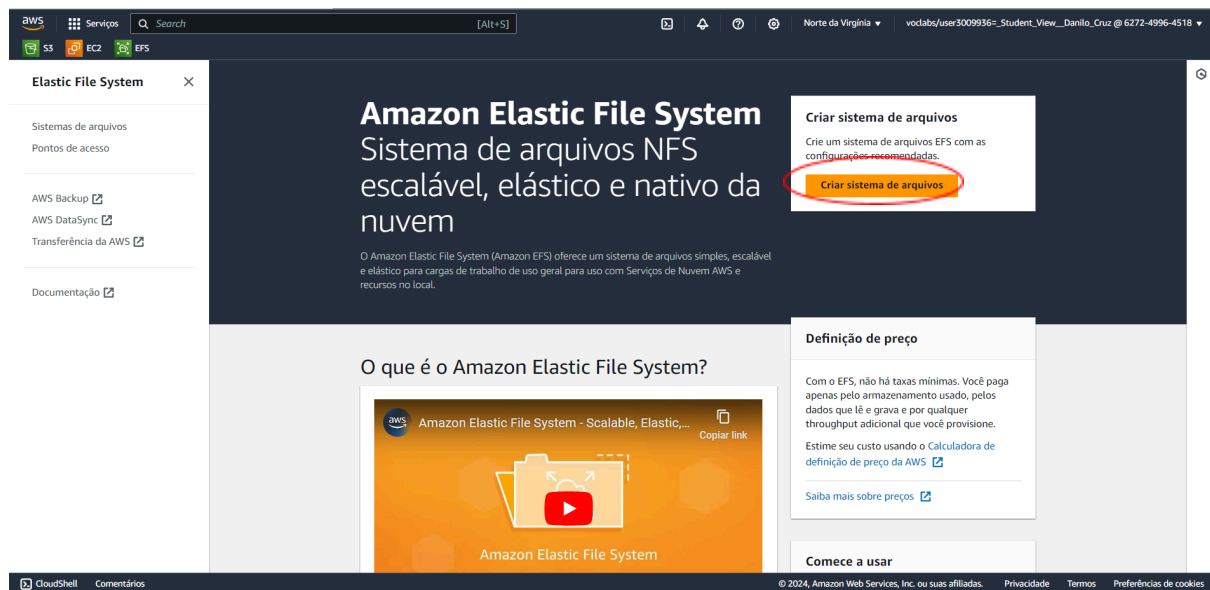 aws
Serviços
Search
[Alt+S]
Norte da Virgínia ▼
voclabs/user3009936=_Student_View__Danilo_Cruz @ 6272-4996-4518 ▼
S3
EC2
EFS
Elastic File System
Sistemas de arquivos
Pontos de acesso
AWS Backup
AWS DataSync
Transferência da AWS
Documentação
Amazon Elastic File System
Sistema de arquivos NFS
escalável, elástico e nativo da
nuvem
O Amazon Elastic File System (Amazon EFS) oferece um sistema de arquivos simples, escalável
e elástico para cargas de trabalho de uso geral para uso com Serviços de Nuvem AWS e
recursos no local.
Criar sistema de arquivos
Crie um sistema de arquivos EFS com as
configurações recomendadas.
Criar sistema de arquivos
O que é o Amazon Elastic File System?
aws
Amazon Elastic File System - Scalable, Elastic,...
Copiar link
Amazon Elastic File System
Definição de preço
Com o EFS, não há taxas mínimas. Você paga
apenas pelo armazenamento usado, pelos
dados que lê e grava e por qualquer
throughput adicional que você provisione.
Estime seu custo usando o Calculadora de
definição de preço da AWS
Saiba mais sobre preços
Comece a usar
CloudShell
Comentários
© 2024, Amazon Web Services, Inc. ou suas afiliadas.
Privacidade
Termos
Preferências de cookies